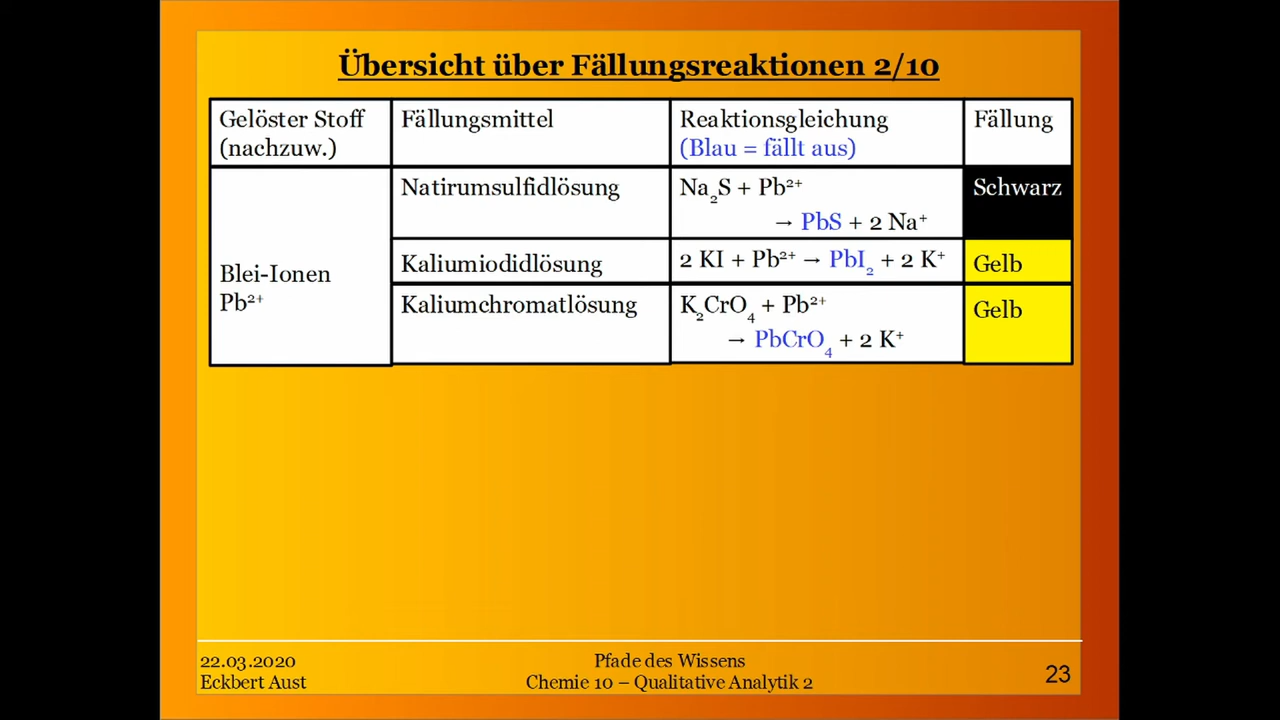 Übersicht über Fällungsreaktionen 2/10
Gelöster Stoff
(nachzuw.)
Fällungsmittel
Reaktionsgleichung
(Blau = fällt aus)
Fällung
Blei-Ionen
Pb²⁺
Natirumsulfidlösung
Na₂S + Pb²⁺
→ PbS + 2 Na⁺
Schwarz
Kaliumiodidlösung
2 KI + Pb²⁺ → PbI₂ + 2 K⁺
Gelb
Kaliumchromatlösung
K₂CrO₄ + Pb²⁺
→ PbCrO₄ + 2 K⁺
Gelb
22.03.2020
Eckbert Aust
Pfade des Wissens
Chemie 10 – Qualitative Analytik 2
23